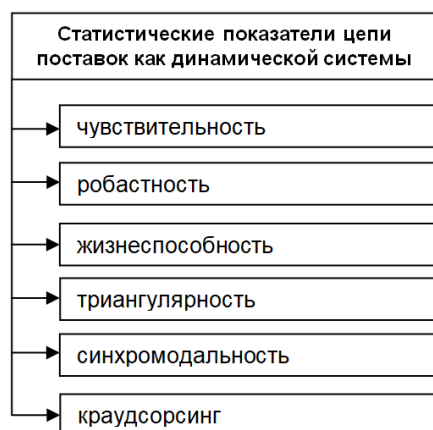 Статистические показатели цепи
поставок как динамической системы
чувствительность
робастность
жизнеспособность
триангулярность
синхромодальность
краудсорсинг